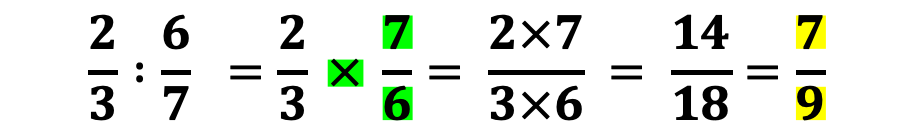 2/3 : 6/7 = 2/3 × 7/6 = 2×7/3×6 = 14/18 = 7/9